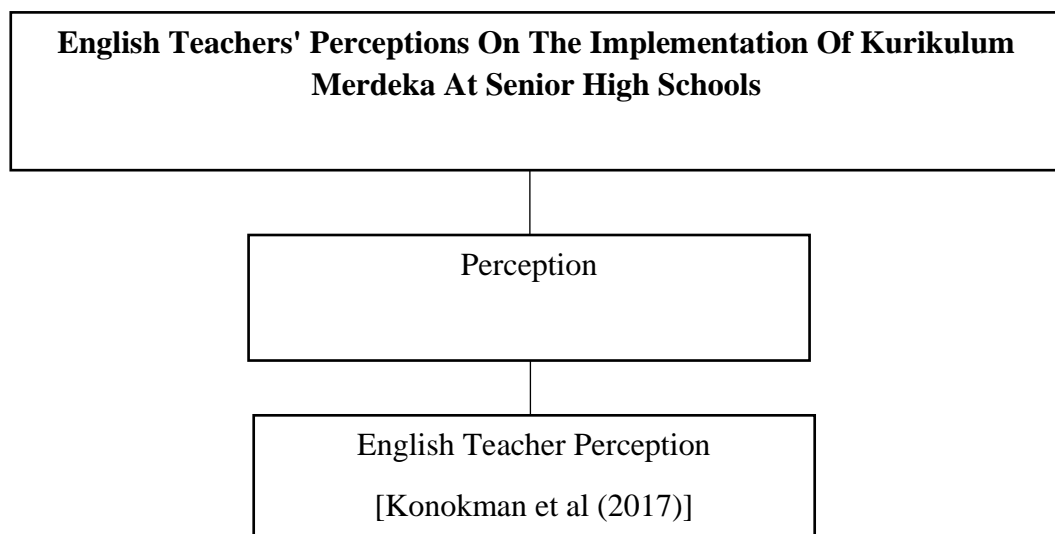 English Teachers' Perceptions On The Implementation Of Kurikulum
Merdeka At Senior High Schools
Perception
English Teacher Perception
[Konokman et al (2017)]